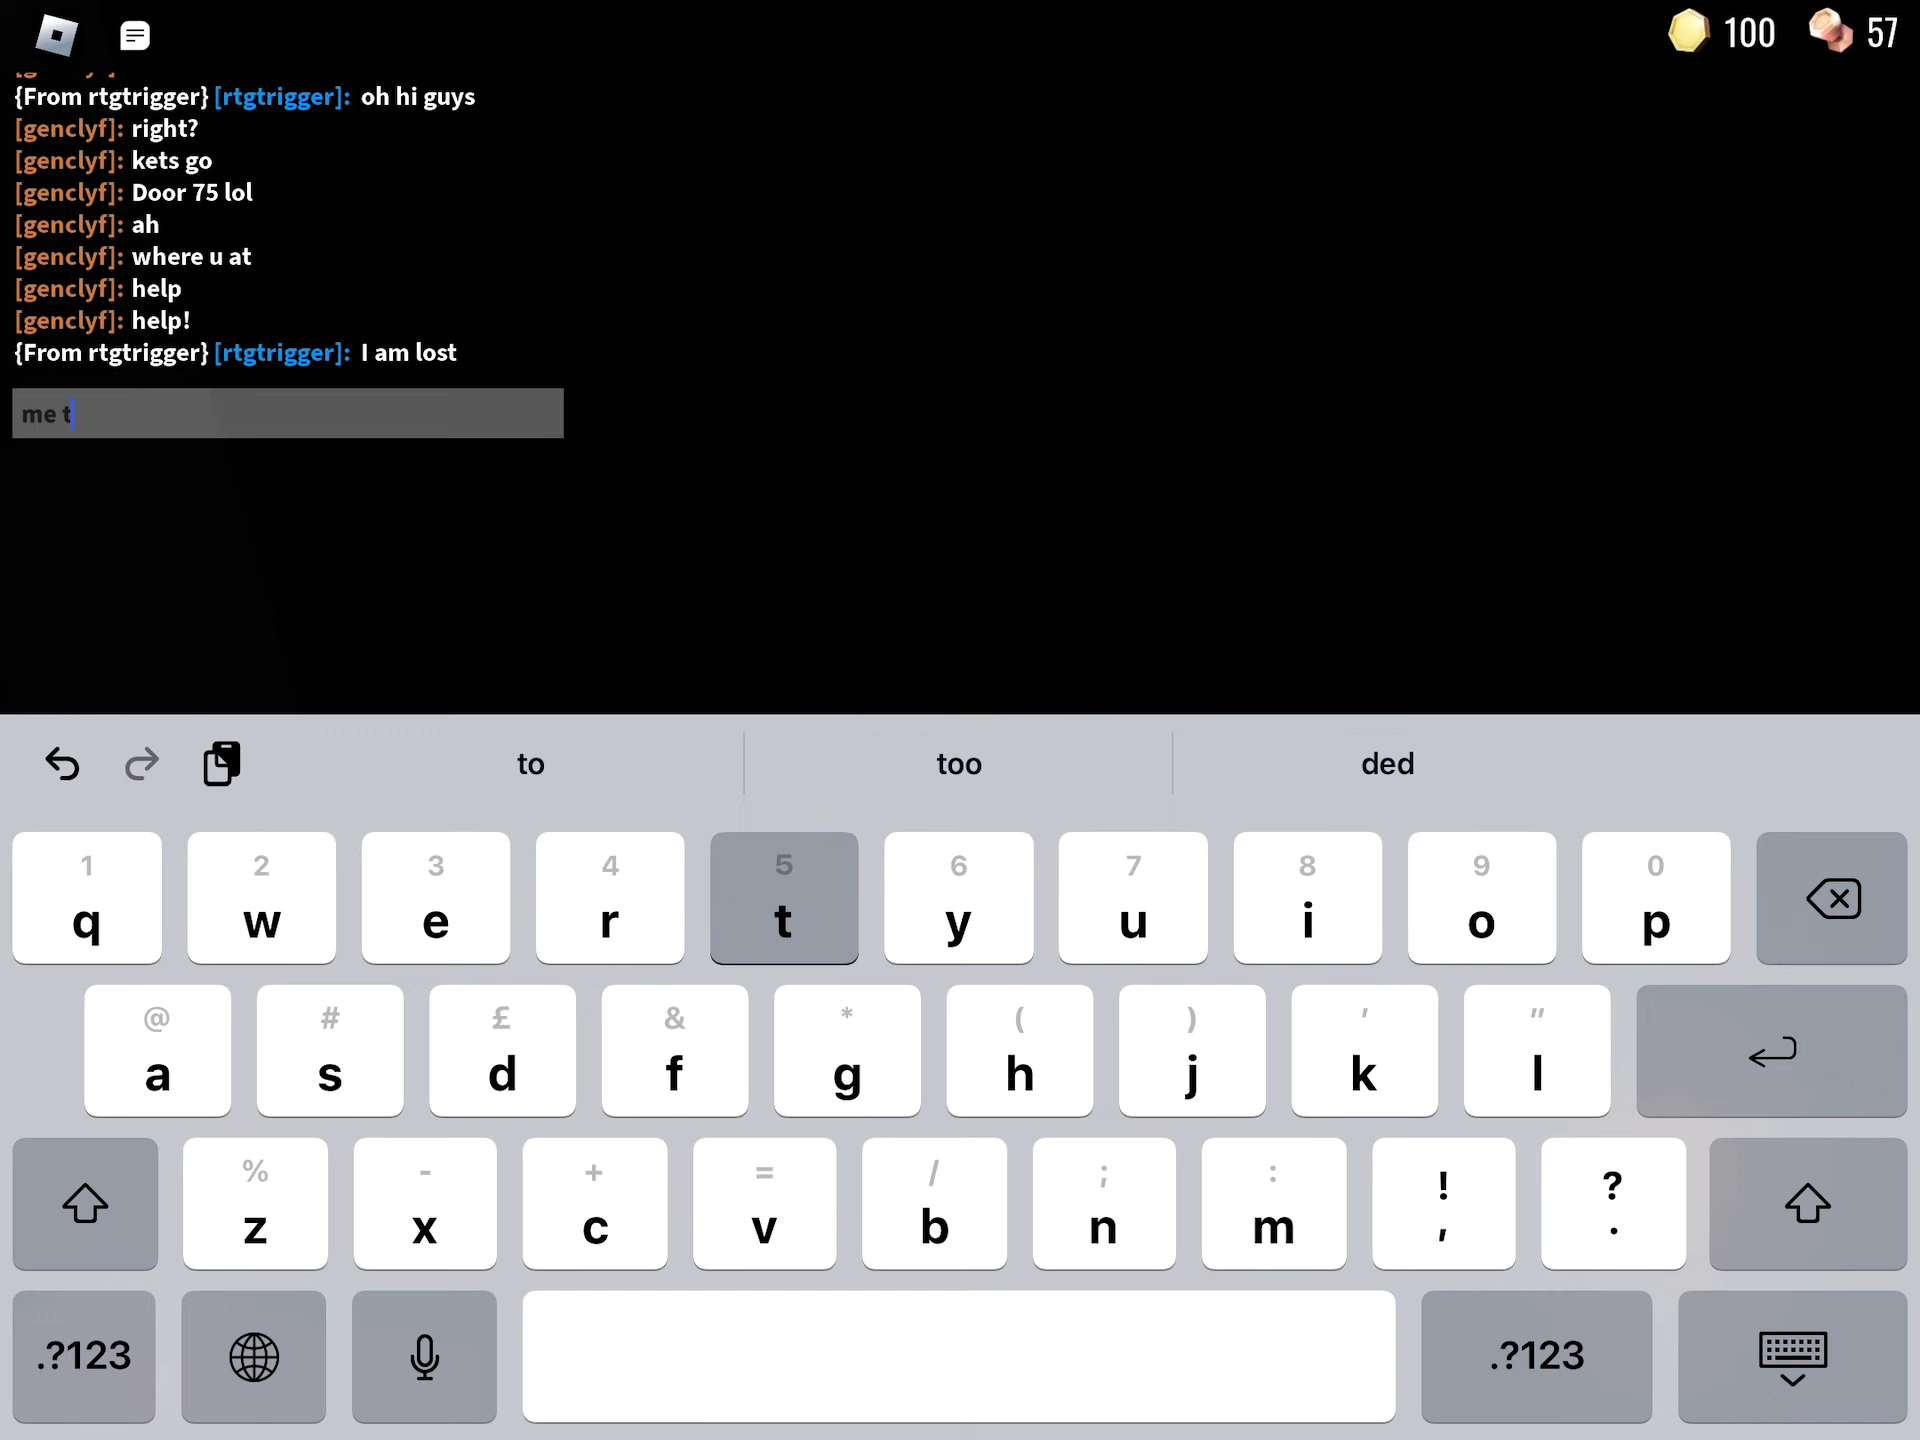 100 57
{From rtgtrigger} [rtgtrigger]: oh hi guys
[genclyf]: right?
[genclyf]: kets go
[genclyf]: Door 75 lol
[genclyf]: ah
[genclyf]: where u at
[genclyf]: help
[genclyf]: help!
{From rtgtrigger} [rtgtrigger]: I am lost
me t
to too ded
1 2 3 4 5 6 7 8 9 0
q w e r t y u i o p
@ # £ & * ( ) ' "
a s d f g h j k l
% - + = / ; : ! ?
z x c v b n m , .
.?123 .?123